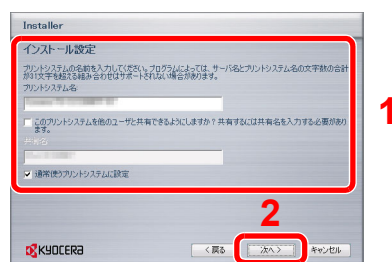 Installer
インストール設定
プリントシステムの名前を入力してください。プログラムによっては、サーバ名とプリントシステム名の文字数の合計
が31文字を超える組み合わせはサポートされない場合があります。
プリントシステム名
このプリントシステムを他のユーザと共有できるようにしますか？共有するには共有名を入力する必要があり
ます。
共有名
通常使うプリントシステムに設定
1
2
KYOCERA
< 戻る
次へ >
キャンセル